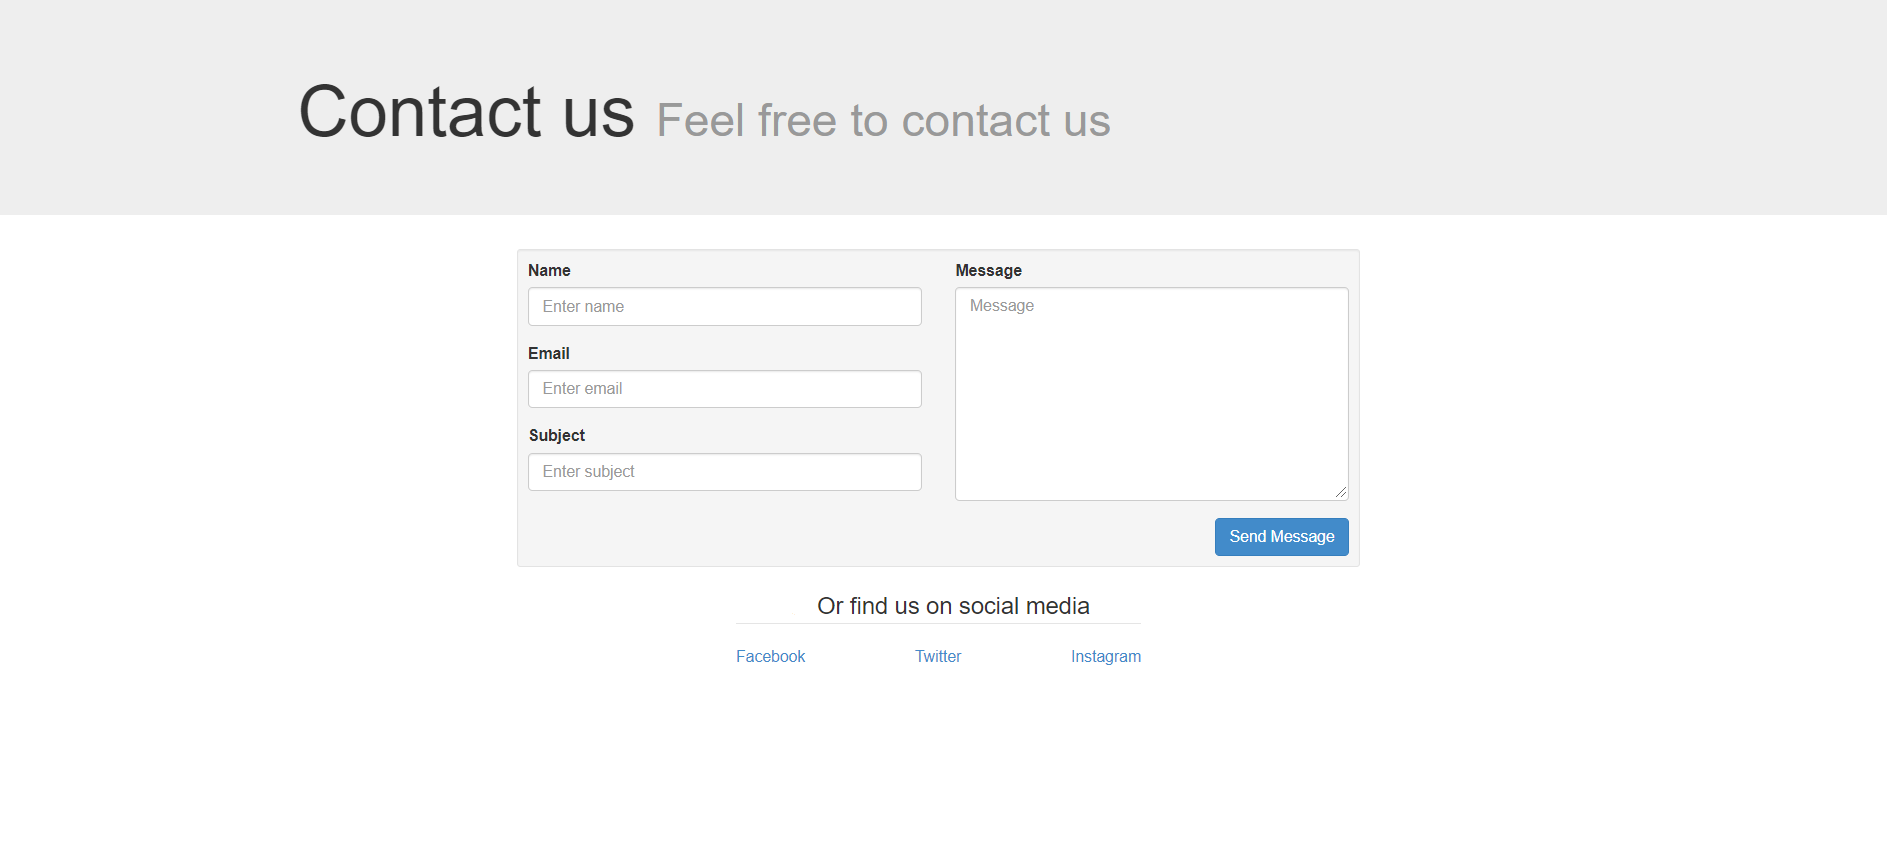 Contact us Feel free to contact us
Name
Enter name
Email
Enter email
Subject
Enter subject
Message
Message
Send Message
Or find us on social media
Facebook Twitter Instagram